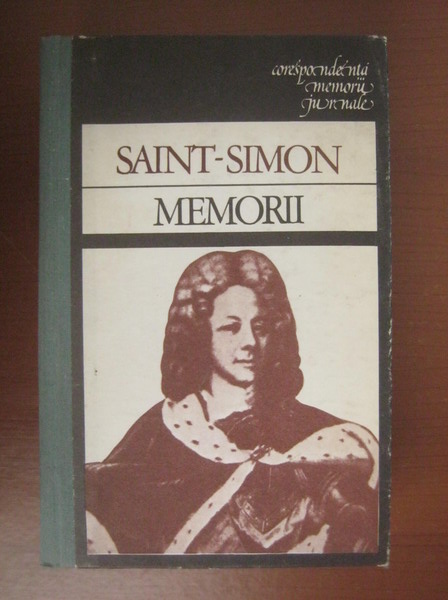 corespondență
memorii
jurnale
SAINT-SIMON
MEMORII